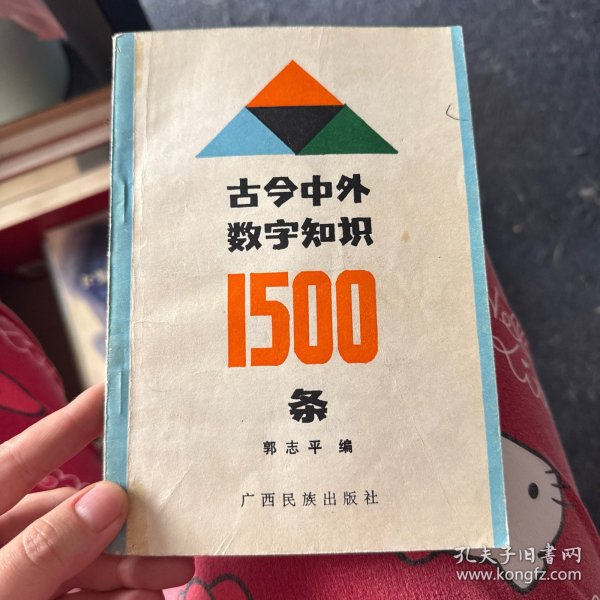 古今中外
数字知识
1500
条
郭志平 编
广西民族出版社
孔夫子旧书网
www.kongfz.com